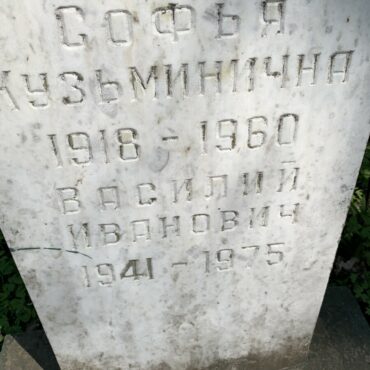 СОФЬЯ
КУЗЬМИНИЧНА
1918 - 1960
ВАСИЛИЙ
ИВАНОВИЧ
1941 - 1975